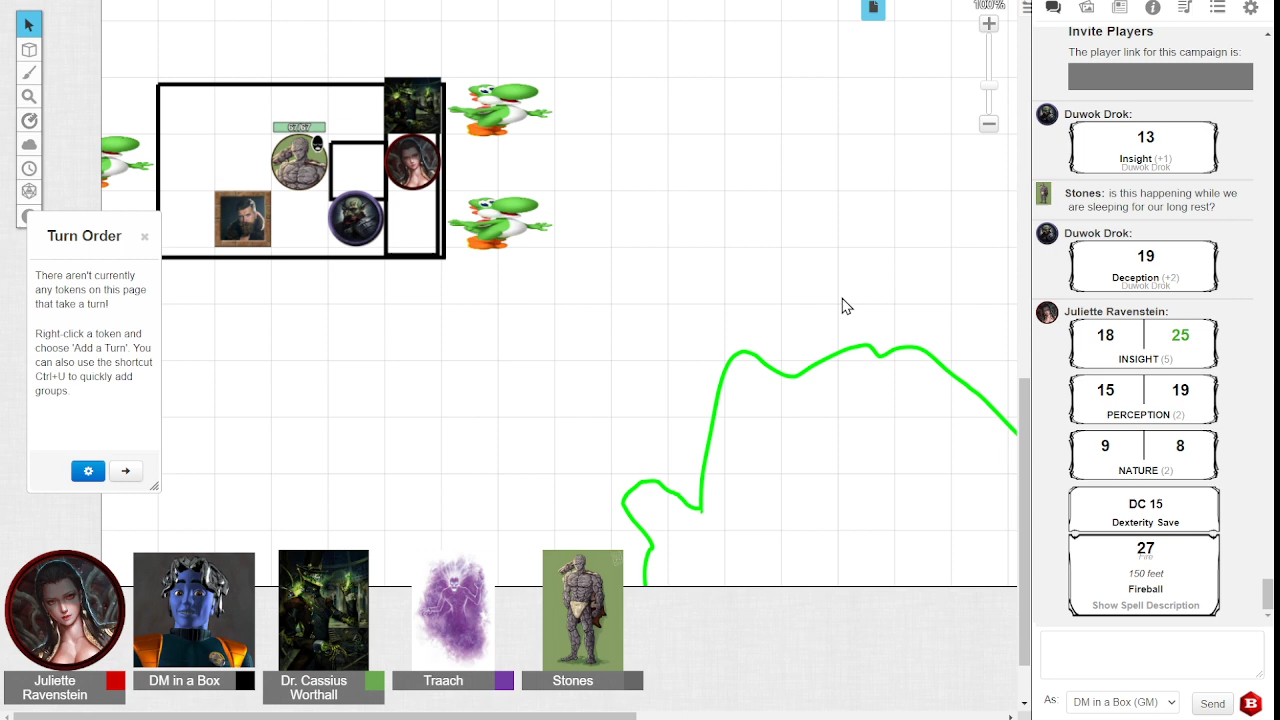 100%
Invite Players
The player link for this campaign is:
Duwok Drok:
13
Insight (+1)
Duwok Drok
Stones: is this happening while we
are sleeping for our long rest?
Duwok Drok:
19
Deception (+2)
Duwok Drok
Juliette Ravenstein:
18 25
INSIGHT (5)
15 19
PERCEPTION (2)
9 8
NATURE (2)
DC 15
Dexterity Save
27
Fire
150 feet
Fireball
Show Spell Description
As: DM in a Box (GM) Send B
67/67
Turn Order ×
There aren't currently
any tokens on this page
that take a turn!
Right-click a token and
choose 'Add a Turn'. You
can also use the shortcut
Ctrl+U to quickly add
groups.
Juliette
Ravenstein
DM in a Box
Dr. Cassius
Worthall
Traach
Stones